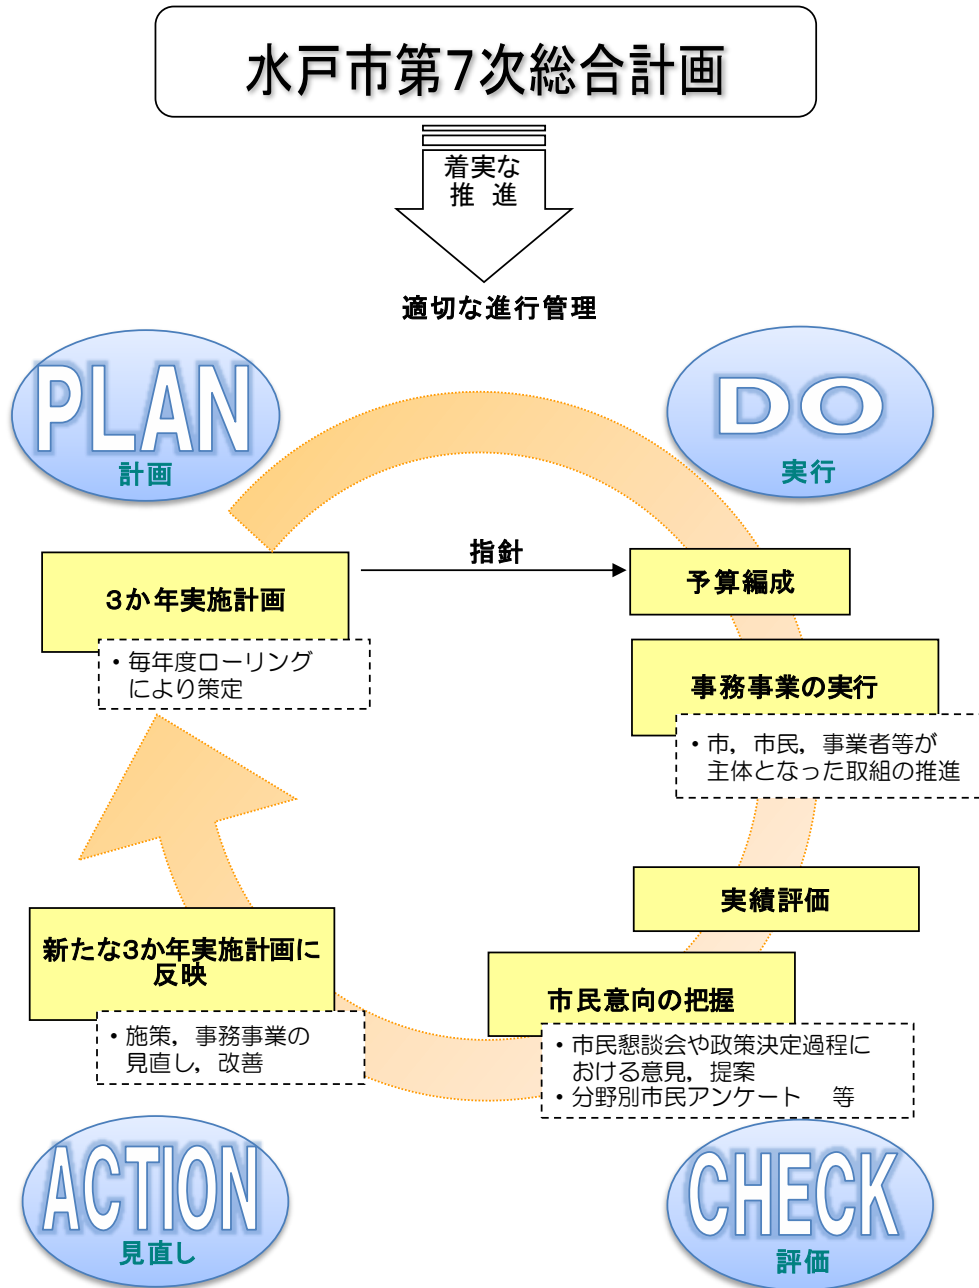 水戸市第７次総合計画
着実な
推 進
適切な進行管理
PLAN
計画
DO
実行
3か年実施計画
・毎年度ローリング
により策定
指針
予算編成
事務事業の実行
・市，市民，事業者等が
主体となった取組の推進
実績評価
市民意向の把握
・市民懇談会や政策決定過程に
おける意見，提案
・分野別市民アンケート　等
新たな3か年実施計画に
反映
・施策，事務事業の
見直し，改善
ACTION
見直し
CHECK
評価